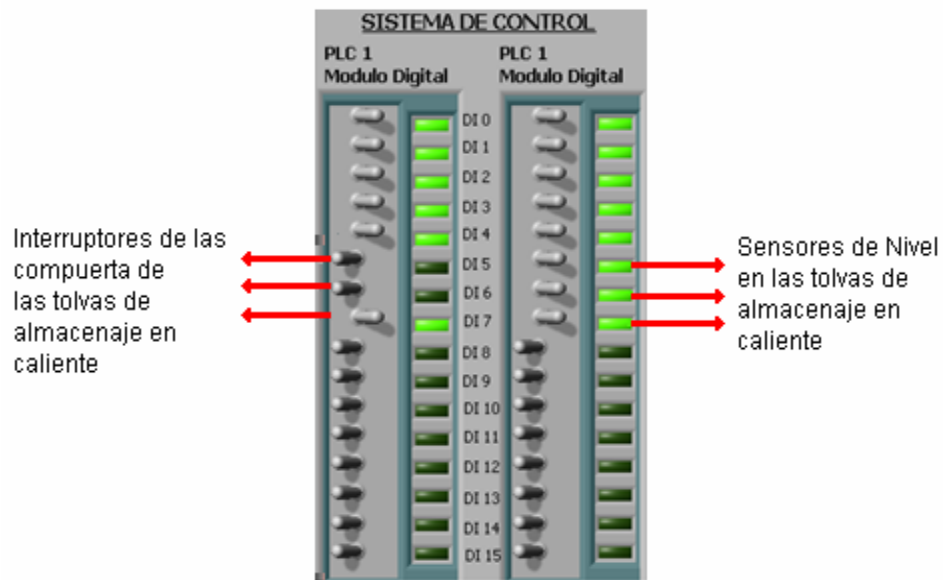 SISTEMA DE CONTROL
PLC 1
Modulo Digital
PLC 1
Modulo Digital
DI 0
DI 1
DI 2
DI 3
DI 4
DI 5
DI 6
DI 7
DI 8
DI 9
DI 10
DI 11
DI 12
DI 13
DI 14
DI 15
Interruptores de las
compuerta de
las tolvas de
almacenaje en
caliente
Sensores de Nivel
en las tolvas de
almacenaje en
caliente